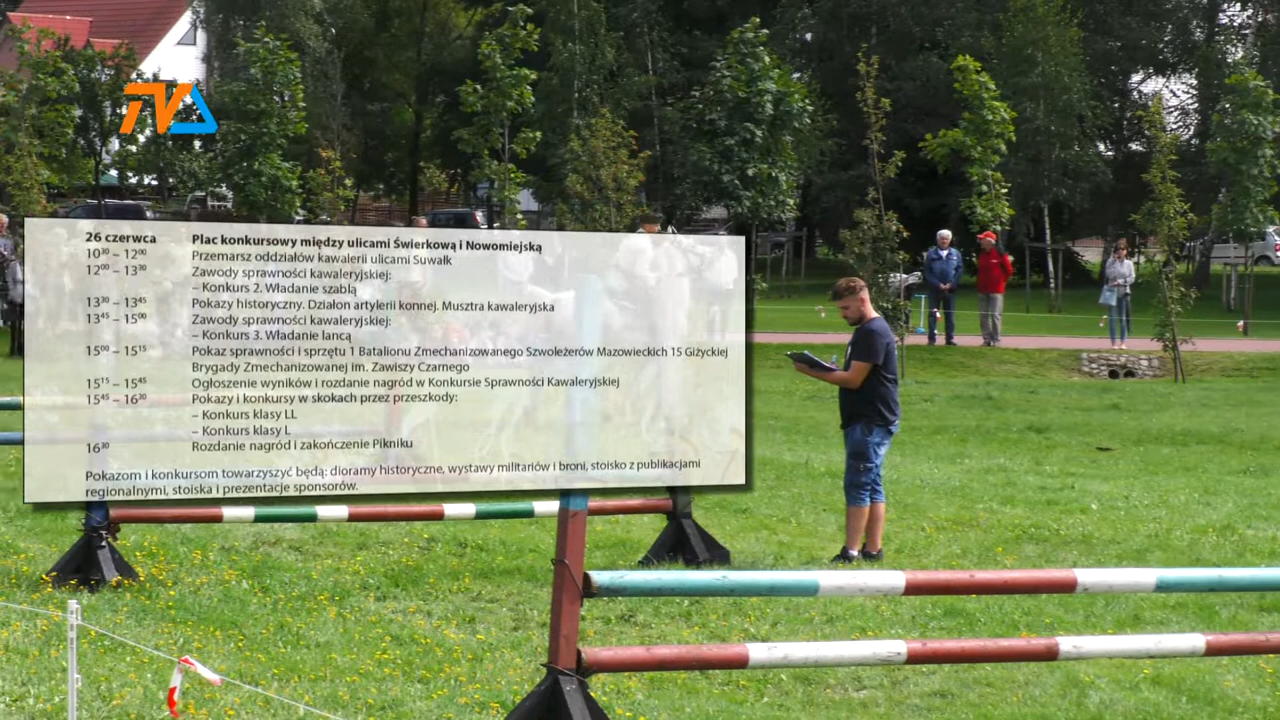 TVA
26 czerwca Plac konkursowy między ulicami Świerkową i Nowomiejską
10³⁰ – 12⁰⁰ Przemarsz oddziałów kawalerii ulicami Suwałk
12⁰⁰ – 13³⁰ Zawody sprawności kawaleryjskiej:
– Konkurs 2. Władanie szablą
13³⁰ – 13⁴⁵ Pokazy historyczny. Działon artylerii konnej. Musztra kawaleryjska
13⁴⁵ – 15⁰⁰ Zawody sprawności kawaleryjskiej:
– Konkurs 3. Władanie lancą
15⁰⁰ – 15¹⁵ Pokaz sprawności i sprzętu 1 Batalionu Zmechanizowanego Szwoleżerów Mazowieckich 15 Giżyckiej
Brygady Zmechanizowanej im. Zawiszy Czarnego
15¹⁵ – 15⁴⁵ Ogłoszenie wyników i rozdanie nagród w Konkursie Sprawności Kawaleryjskiej
15⁴⁵ – 16³⁰ Pokazy i konkursy w skokach przez przeszkody:
– Konkurs klasy LL
– Konkurs klasy L
16³⁰ Rozdanie nagród i zakończenie Pikniku
Pokazom i konkursom towarzyszyć będą: dioramy historyczne, wystawy militariów i broni, stoisko z publikacjami
regionalnymi, stoiska i prezentacje sponsorów.